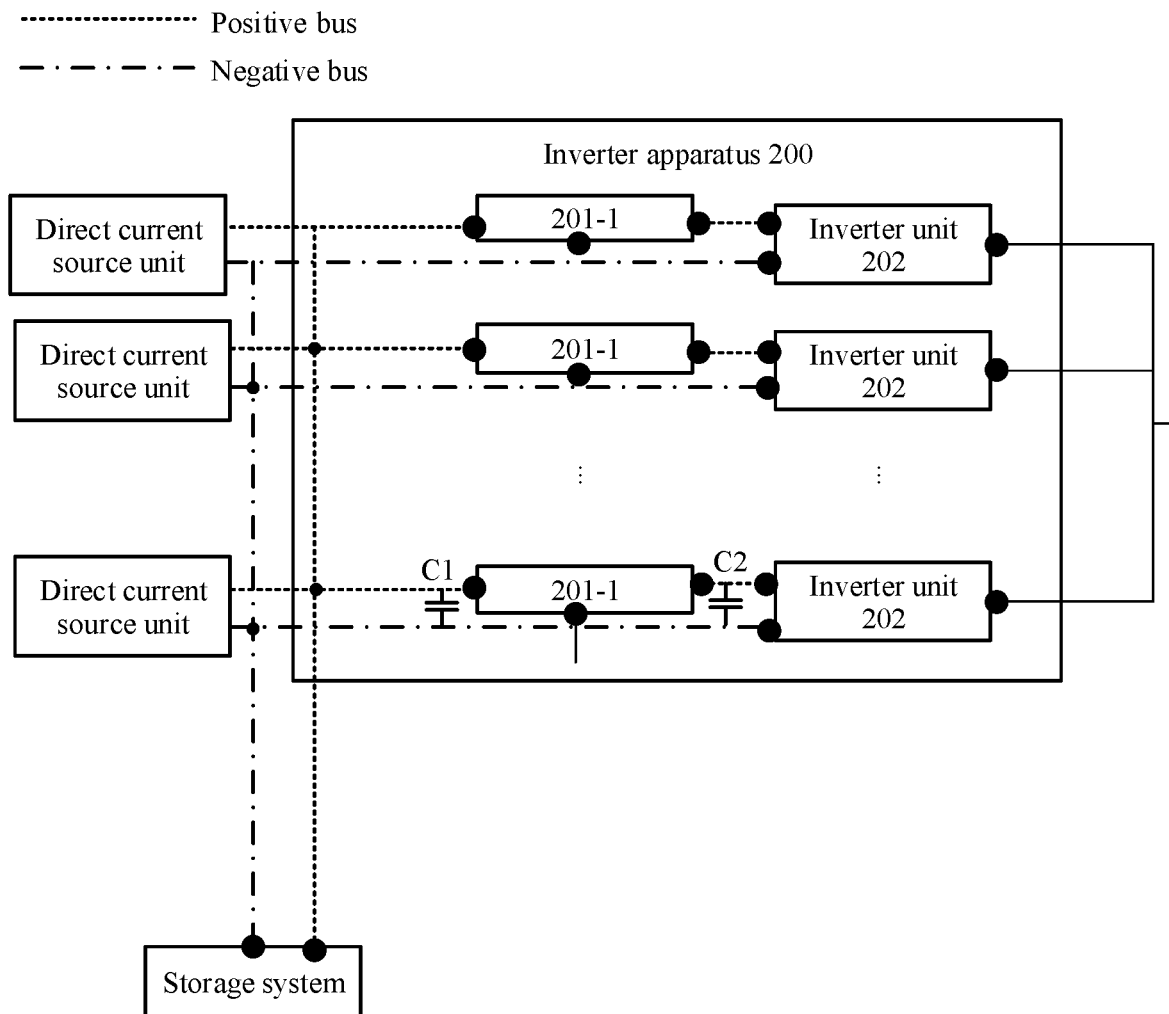 Positive bus
Negative bus
Inverter apparatus 200
Direct current
source unit
201-1
Inverter unit
202
Direct current
source unit
201-1
Inverter unit
202
Direct current
source unit
C1
201-1
C2
Inverter unit
202
Storage system